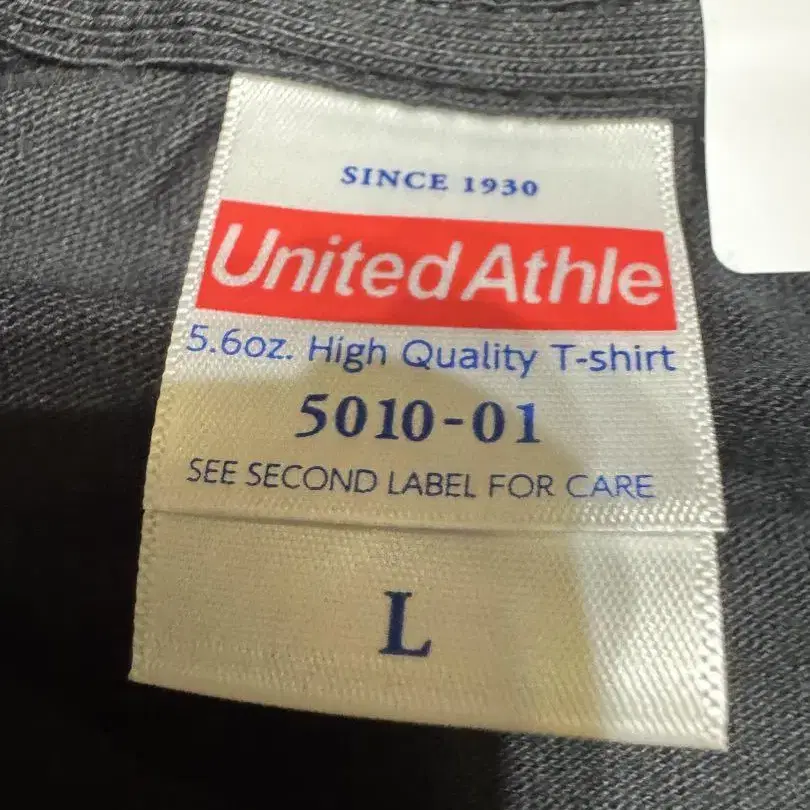 SINCE 1930
United Athle
5.6oz. High Quality T-shirt
5010-01
SEE SECOND LABEL FOR CARE
L